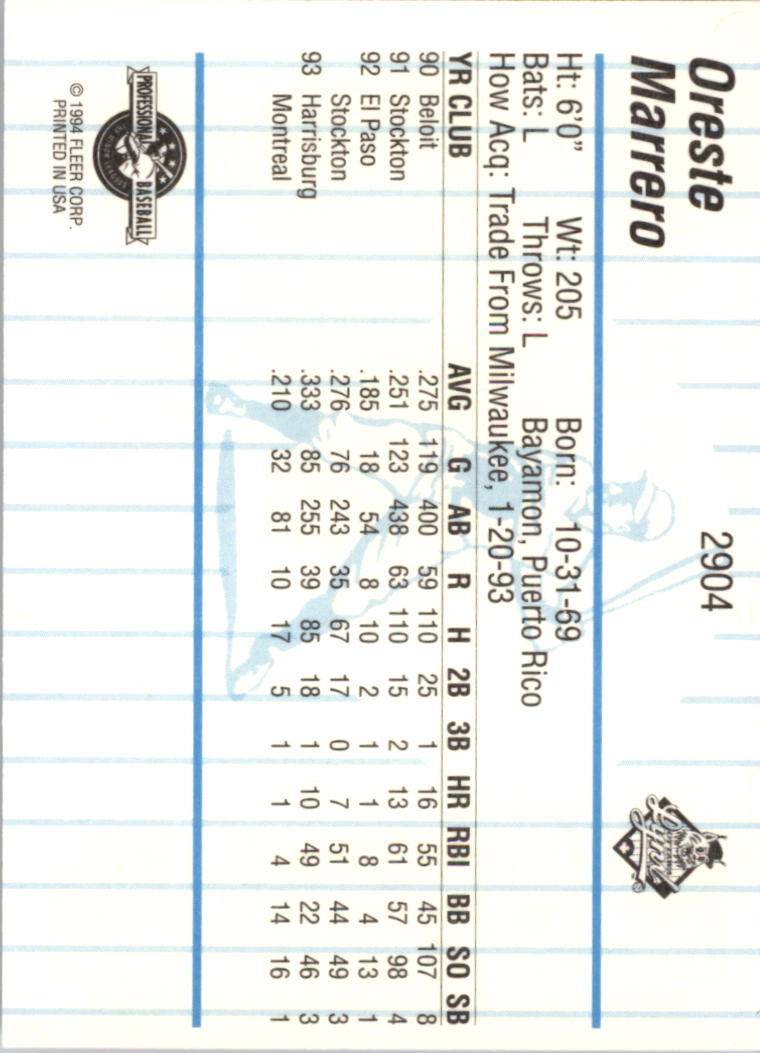 Oreste
Marrero
2904
Ht: 6'0" Wt: 205 Born: 10-31-69
Bats: L Throws: L Bayamon, Puerto Rico
How Acq: Trade From Milwaukee, 1-20-93
YR CLUB AVG G AB R H 2B 3B HR RBI BB SO SB
90 Beloit .275 119 400 59 110 25 1 16 55 45 107 8
91 Stockton .251 123 438 63 110 15 2 13 61 57 98 4
92 El Paso .185 18 54 8 10 2 1 1 8 4 13 1
Stockton .276 76 243 35 67 17 0 7 51 44 49 3
93 Harrisburg .333 85 255 39 85 18 1 10 49 22 46 3
Montreal .210 32 81 10 17 5 1 1 4 14 16 1
PROFESSIONAL BASEBALL
© 1994 FLEER CORP.
PRINTED IN USA